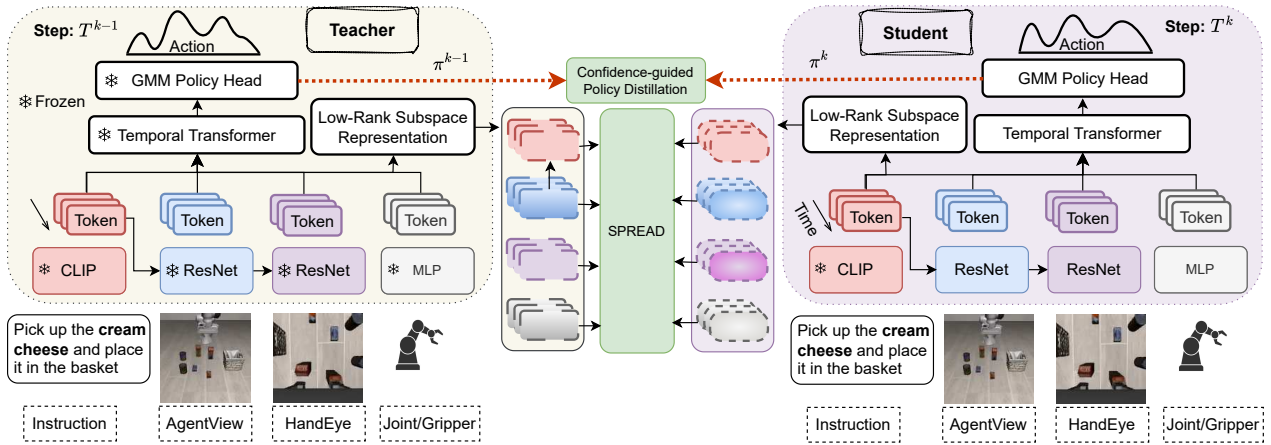 Step: T^{k-1}
Action
Teacher
GMM Policy Head
π^{k-1}
Frozen
Temporal Transformer
Low-Rank Subspace
Representation
Token
Token
Token
Token
CLIP
ResNet
ResNet
MLP
Pick up the cream
cheese and place
it in the basket
Instruction
AgentView
HandEye
Joint/Gripper
Confidence-guided
Policy Distillation
SPREAD
Student
Action
Step: T^k
π^k
GMM Policy Head
Low-Rank Subspace
Representation
Temporal Transformer
Time
Token
Token
Token
Token
CLIP
ResNet
ResNet
MLP
Pick up the cream
cheese and place
it in the basket
Instruction
AgentView
HandEye
Joint/Gripper